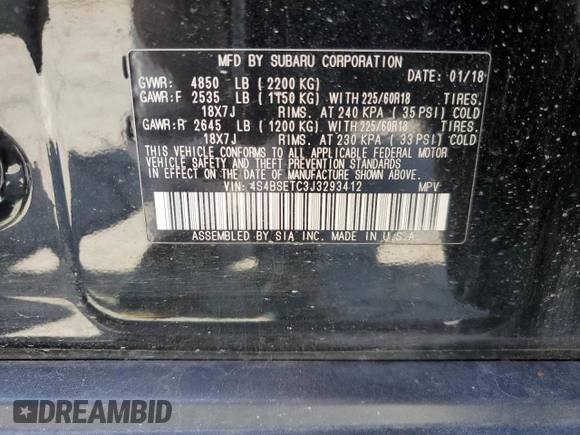 MFD BY SUBARU CORPORATION
GVWR: 4850 LB (2200 KG) DATE: 01/18
GAWR:F 2535 LB (1150 KG) WITH 225/60R18 TIRES.
18X7J RIMS. AT 240 KPA (35 PSI) COLD
GAWR:R 2645 LB (1200 KG) WITH 225/60R18 TIRES.
18X7J RIMS. AT 230 KPA (33 PSI) COLD
THIS VEHICLE CONFORMS TO ALL APPLICABLE FEDERAL MOTOR
VEHICLE SAFETY AND THEFT PREVENTION STANDARDS
IN EFFECT ON THE DATE OF MANUFACTURE SHOWN ABOVE.
VIN: 4S4BSETC3J3293412 MPV
ASSEMBLED BY SIA INC. MADE IN U.S.A.
DREAMBID